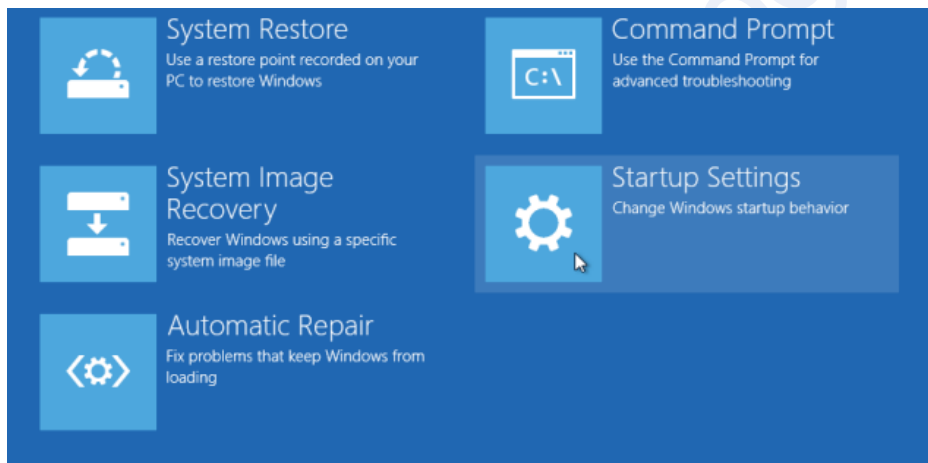 System Restore
Use a restore point recorded on your
PC to restore Windows
C:\
Command Prompt
Use the Command Prompt for
advanced troubleshooting
System Image
Recovery
Recover Windows using a specific
system image file
Startup Settings
Change Windows startup behavior
Automatic Repair
Fix problems that keep Windows from
loading